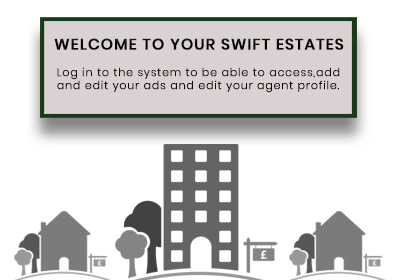 WELCOME TO YOUR SWIFT ESTATES
Log in to the system to be able to access,add
and edit your ads and edit your agent profile.
£
£
£